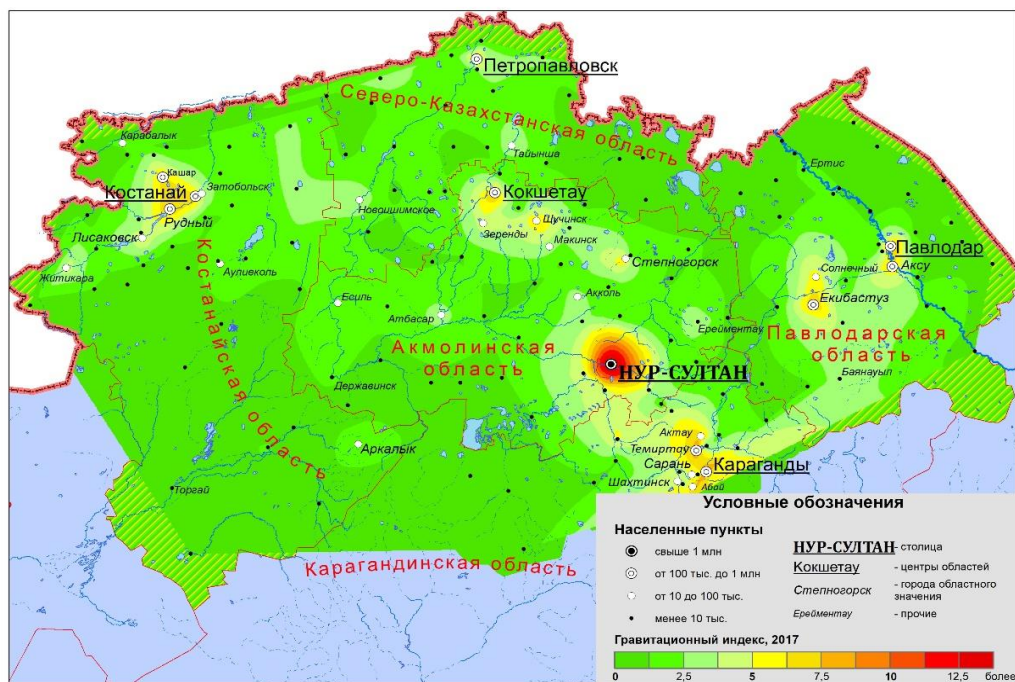 Петропавловск
Северо-Казахстанская область
Карабалык
Тайынша
Ертис
Качар
Костанай
Затобольск
Рудный
Кокшетау
Новоишимское
Щучинск
Зеренды
Макинск
Лисаковск
Степногорск
Павлодар
Аксу
Солнечный
Житикара
Аулиеколь
Костанайская область
Екибастуз
Есиль
Атбасар
Акколь
Ерейментау
Павлодарская
область
Акмолинская
область
НУР-СУЛТАН
Баянауыл
Державинск
Аркалык
Актау
Темиртау
Сарань
Караганды
Шахтинск
Абай
Торгай
Карагандинская область
Условные обозначения
Населенные пункты
свыше 1 млн
от 100 тыс. до 1 млн
от 10 до 100 тыс.
менее 10 тыс.
НУР-СУЛТАН - столица
Кокшетау - центры областей
Степногорск - города областного
значения
Ерейментау - прочие
Гравитационный индекс, 2017
0 2,5 5 7,5 10 12,5 более